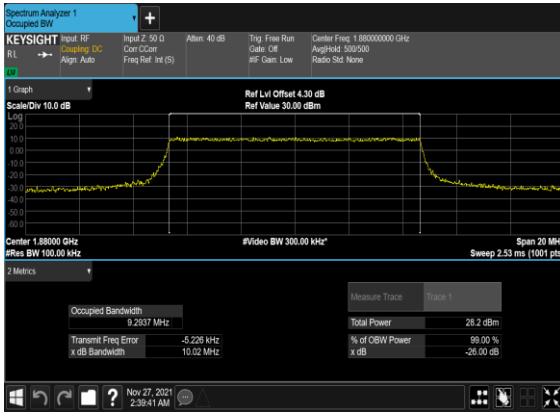 Spectrum Analyzer 1
Occupied BW
+
KEYSIGHT Input: RF Input Z: 50 Ω Atten: 40 dB Trig: Free Run Center Freq: 1.880000000 GHz
RL Coupling: DC Corr CCorr Gate: Off Avg|Hold: 500/500
Align: Auto Freq Ref: Int (S) #IF Gain: Low Radio Std: None
1 Graph
Ref Lvl Offset 4.30 dB
Scale/Div 10.0 dB Ref Value 30.00 dBm
Log
20.0
10.0
0.00
-10.0
-20.0
-30.0
-40.0
-50.0
-60.0
Center 1.88000 GHz #Video BW 300.00 kHz* Span 20 MH
#Res BW 100.00 kHz Sweep 2.53 ms (1001 pts
2 Metrics
Measure Trace Trace 1
Occupied Bandwidth
9.2937 MHz Total Power 28.2 dBm
Transmit Freq Error -5.226 kHz % of OBW Power 99.00 %
x dB Bandwidth 10.02 MHz x dB -26.00 dB
?
Nov 27, 2021
2:39:41 AM